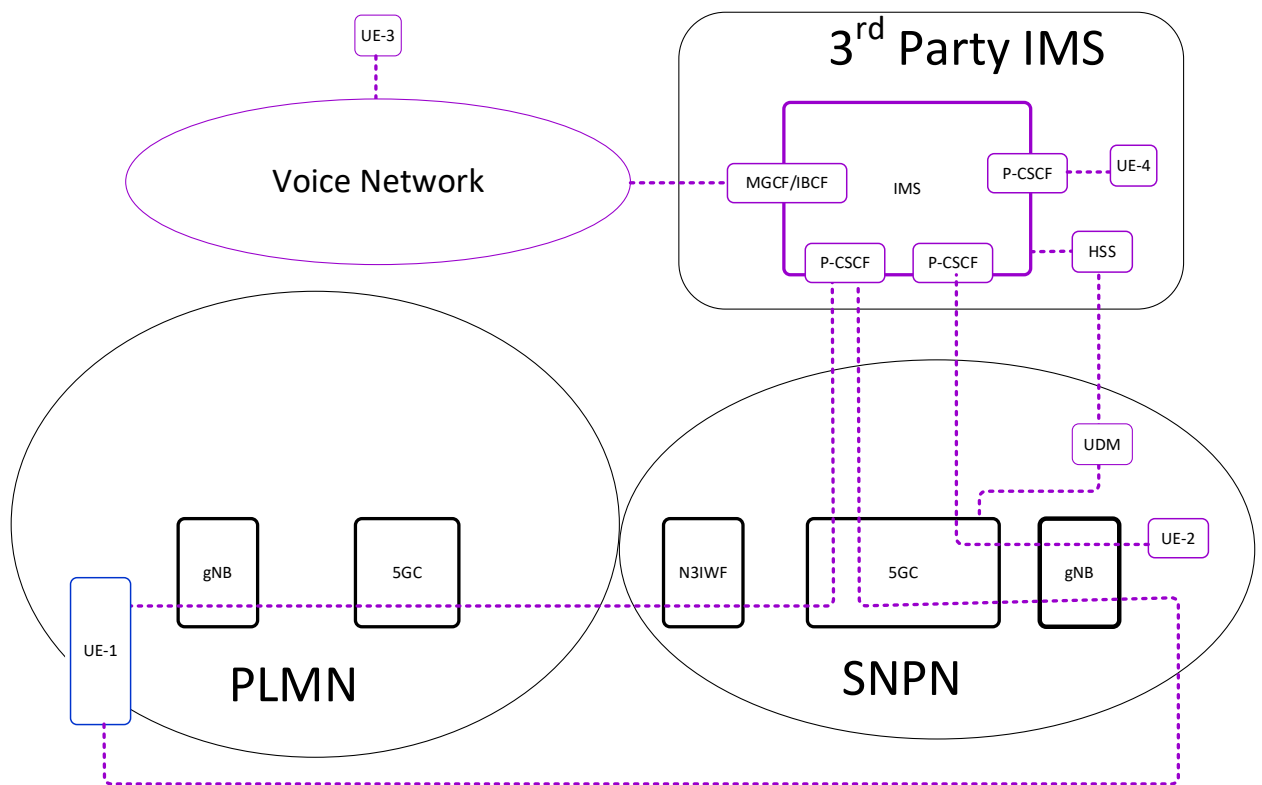 UE-3
3rd Party IMS
Voice Network
MGCF/IBCF
IMS
P-CSCF
UE-4
P-CSCF
P-CSCF
HSS
UDM
gNB
5GC
N3IWF
5GC
gNB
UE-2
UE-1
PLMN
SNPN